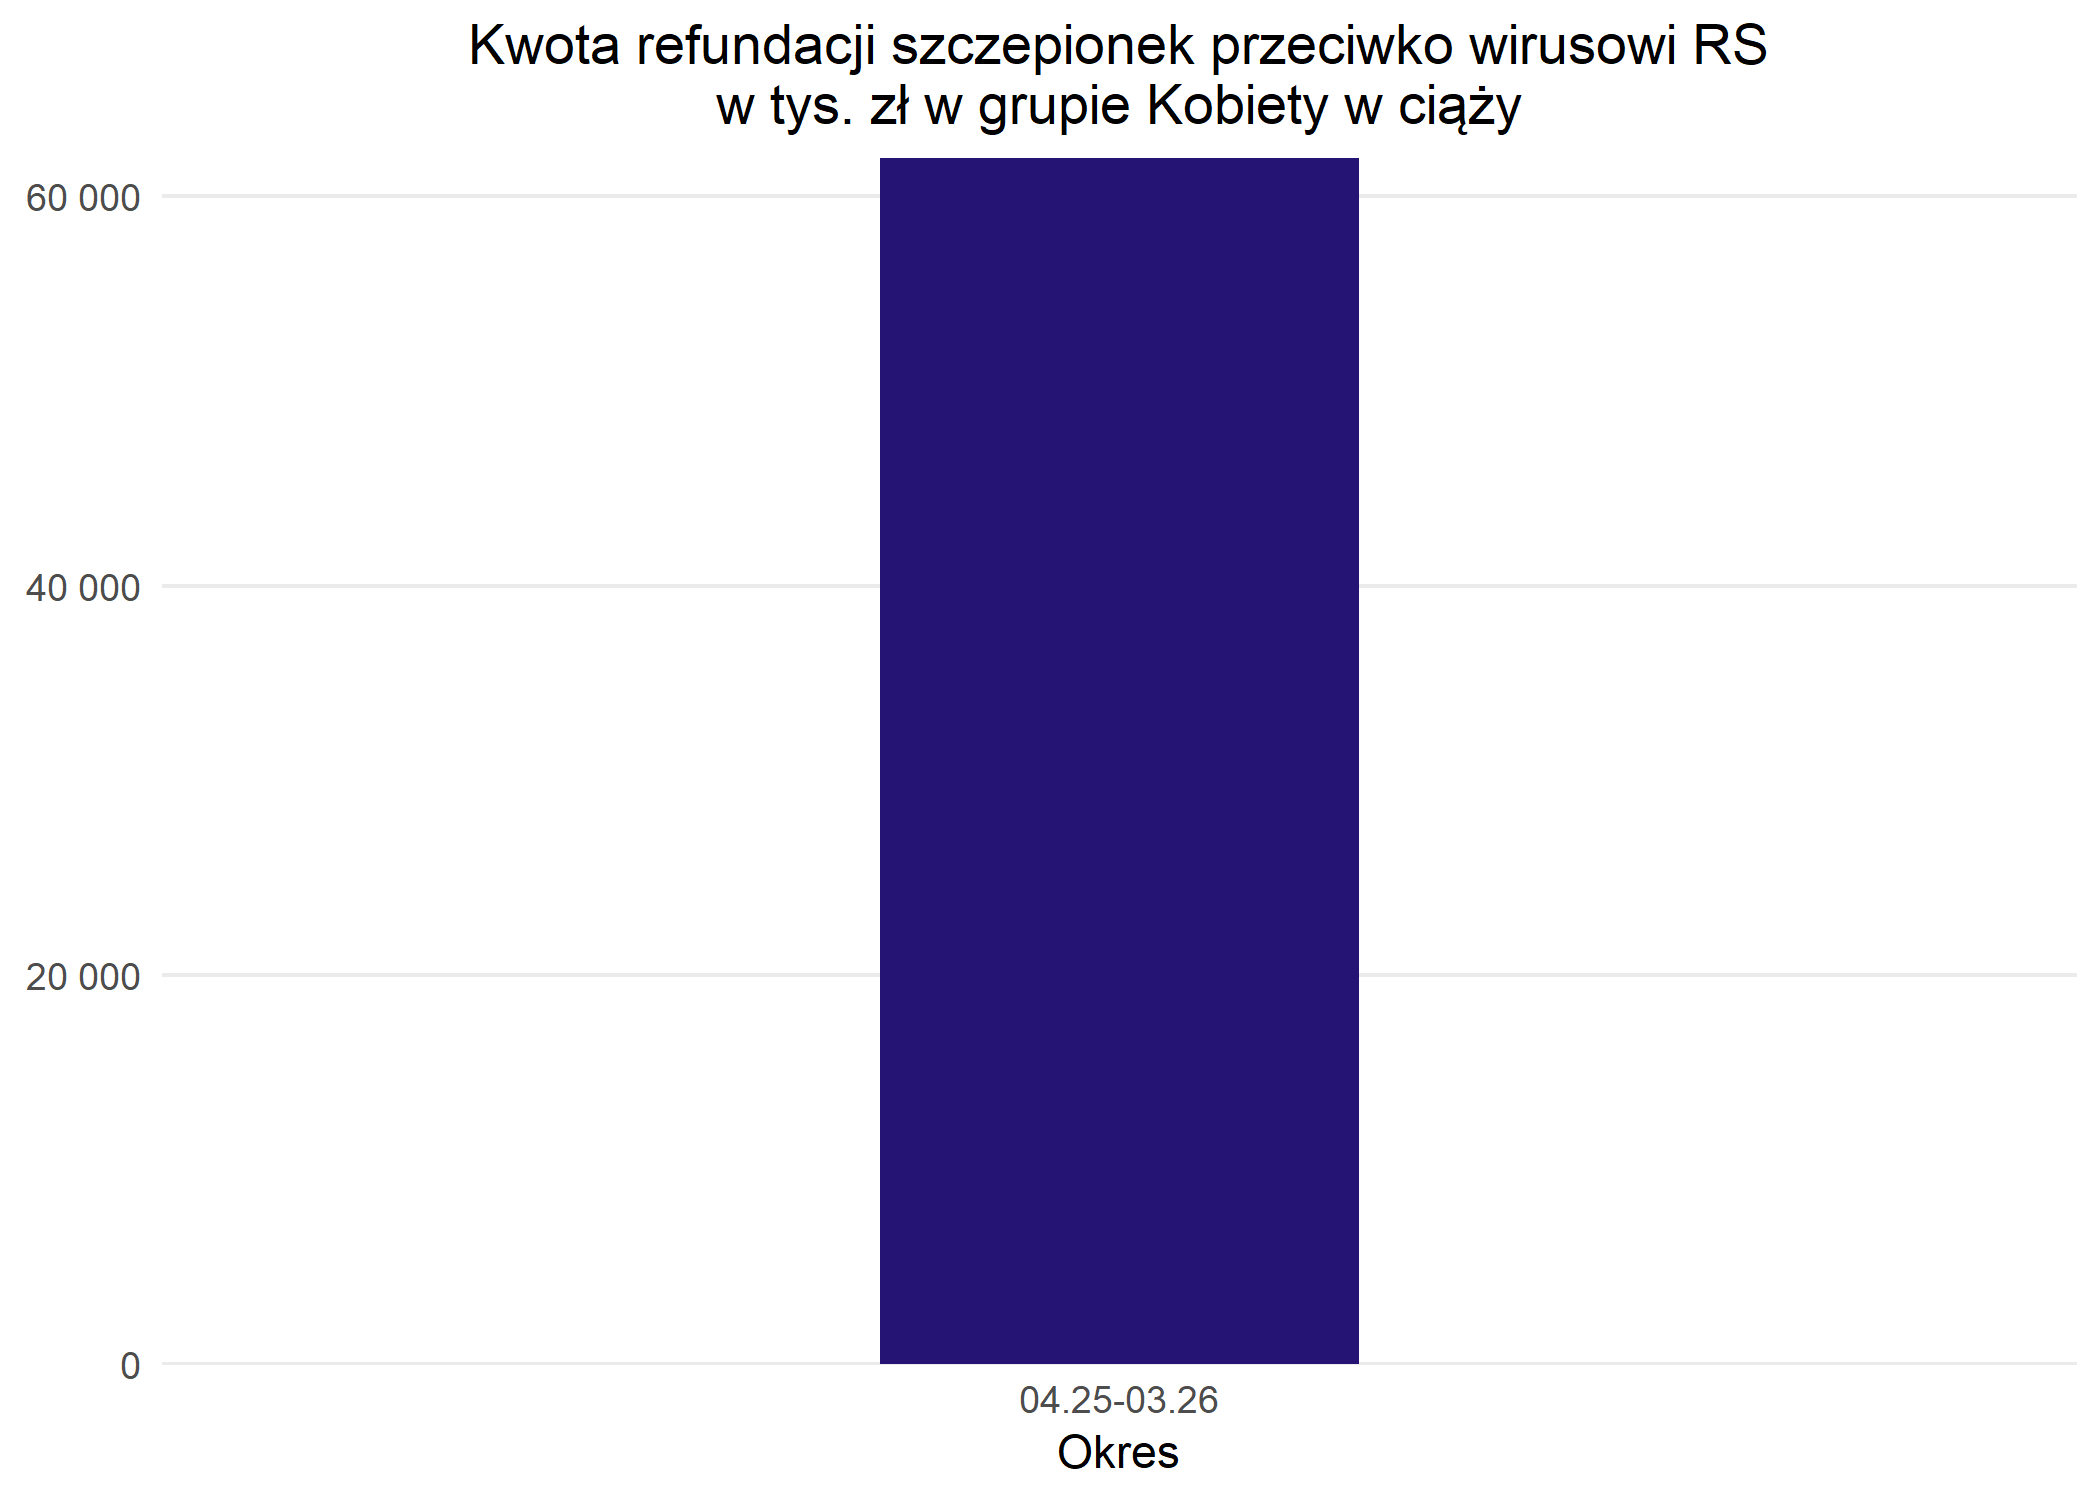 Kwota refundacji szczepionek przeciwko wirusowi RS
w tys. zł w grupie Kobiety w ciąży
60 000
40 000
20 000
0
04.25-03.26
Okres